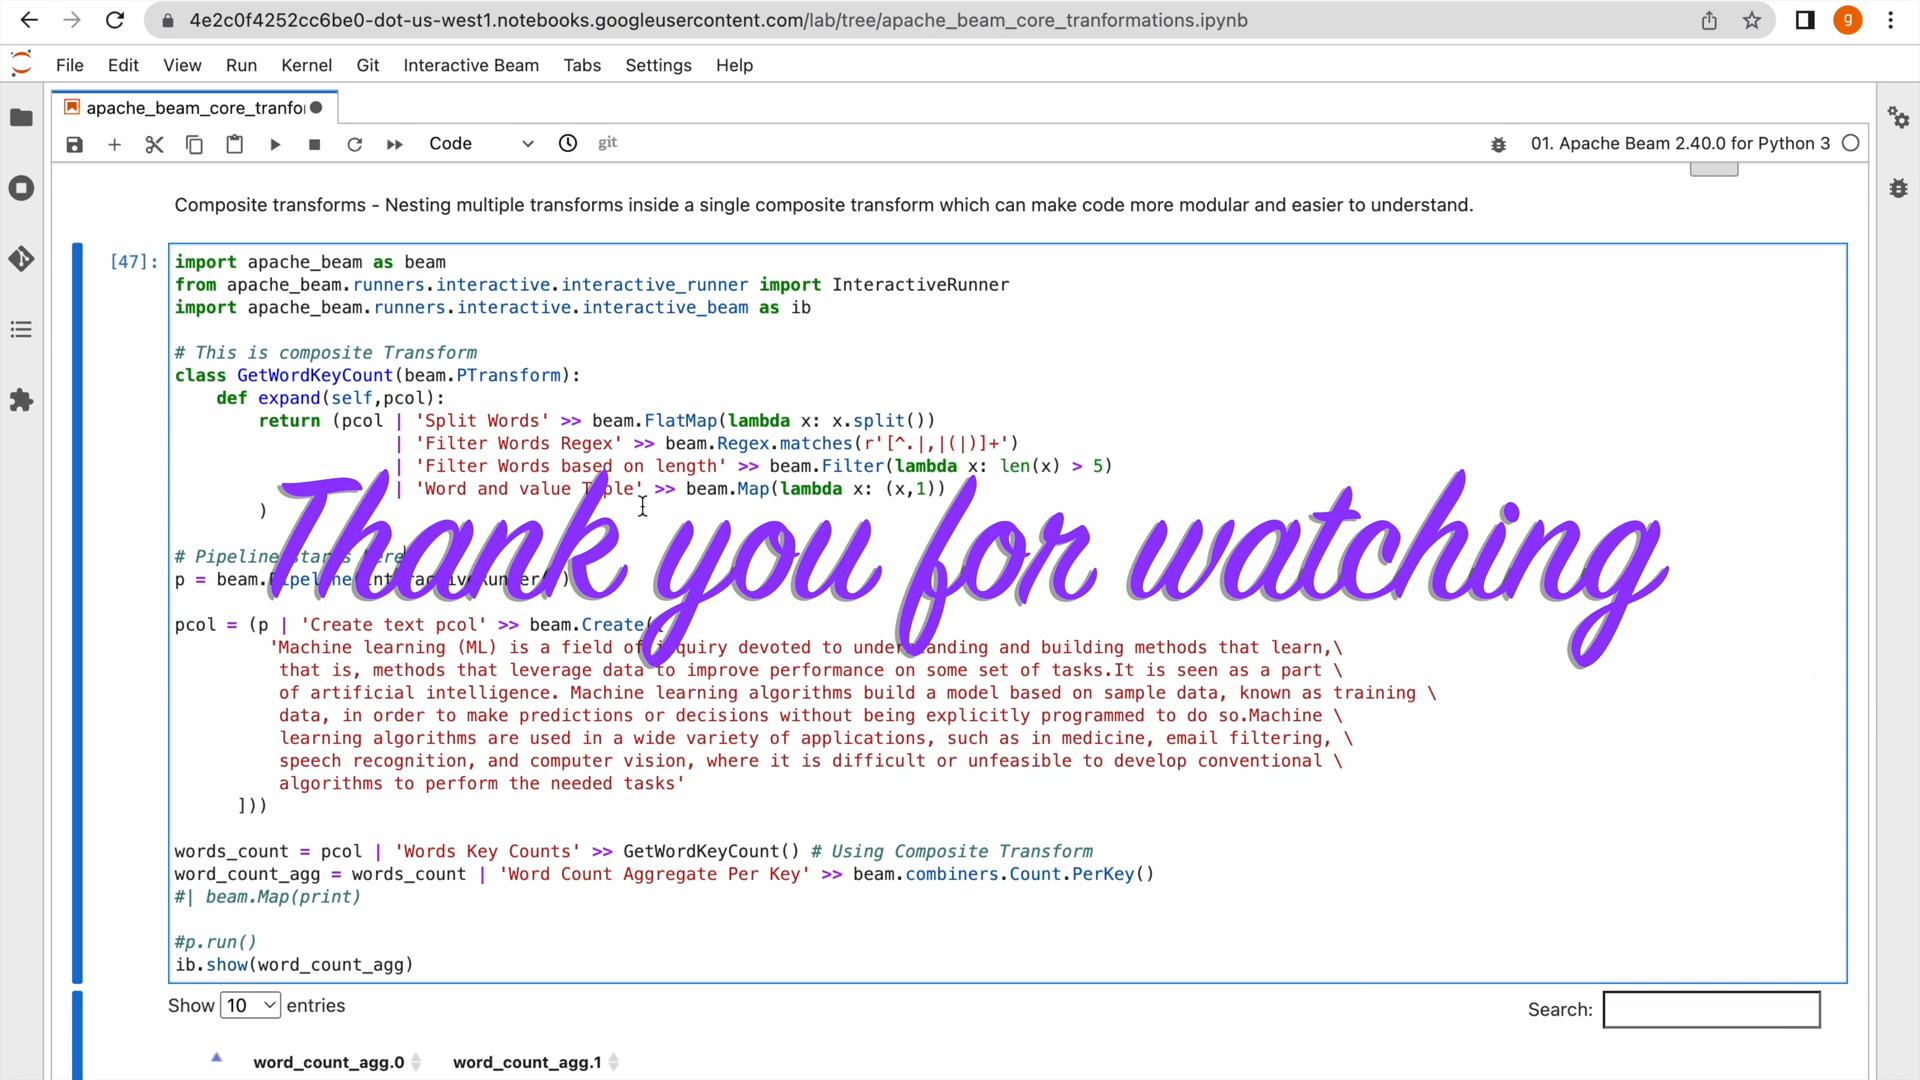 4e2c0f4252cc6be0-dot-us-west1.notebooks.googleusercontent.com/lab/tree/apache_beam_core_tranformations.ipynb
g
File Edit View Run Kernel Git Interactive Beam Tabs Settings Help
apache_beam_core_tranfo
Code git 01. Apache Beam 2.40.0 for Python 3
Composite transforms - Nesting multiple transforms inside a single composite transform which can make code more modular and easier to understand.
[47]: import apache_beam as beam
from apache_beam.runners.interactive.interactive_runner import InteractiveRunner
import apache_beam.runners.interactive.interactive_beam as ib
# This is composite Transform
class GetWordKeyCount(beam.PTransform):
def expand(self,pcol):
return (pcol | 'Split Words' >> beam.FlatMap(lambda x: x.split())
| 'Filter Words Regex' >> beam.Regex.matches(r'[^.|,|(|)]+')
| 'Filter Words based on length' >> beam.Filter(lambda x: len(x) > 5)
| 'Word and value Tuple' >> beam.Map(lambda x: (x,1))
)
Thank you for watching
# Pipeline starts here
p = beam.Pipeline(InteractiveRunner())
pcol = (p | 'Create text pcol' >> beam.Create([
'Machine learning (ML) is a field of inquiry devoted to understanding and building methods that learn,\
that is, methods that leverage data to improve performance on some set of tasks.It is seen as a part \
of artificial intelligence. Machine learning algorithms build a model based on sample data, known as training \
data, in order to make predictions or decisions without being explicitly programmed to do so.Machine \
learning algorithms are used in a wide variety of applications, such as in medicine, email filtering, \
speech recognition, and computer vision, where it is difficult or unfeasible to develop conventional \
algorithms to perform the needed tasks'
]))
words_count = pcol | 'Words Key Counts' >> GetWordKeyCount() # Using Composite Transform
word_count_agg = words_count | 'Word Count Aggregate Per Key' >> beam.combiners.Count.PerKey()
#| beam.Map(print)
#p.run()
ib.show(word_count_agg)
Show 10 entries Search:
word_count_agg.0 word_count_agg.1